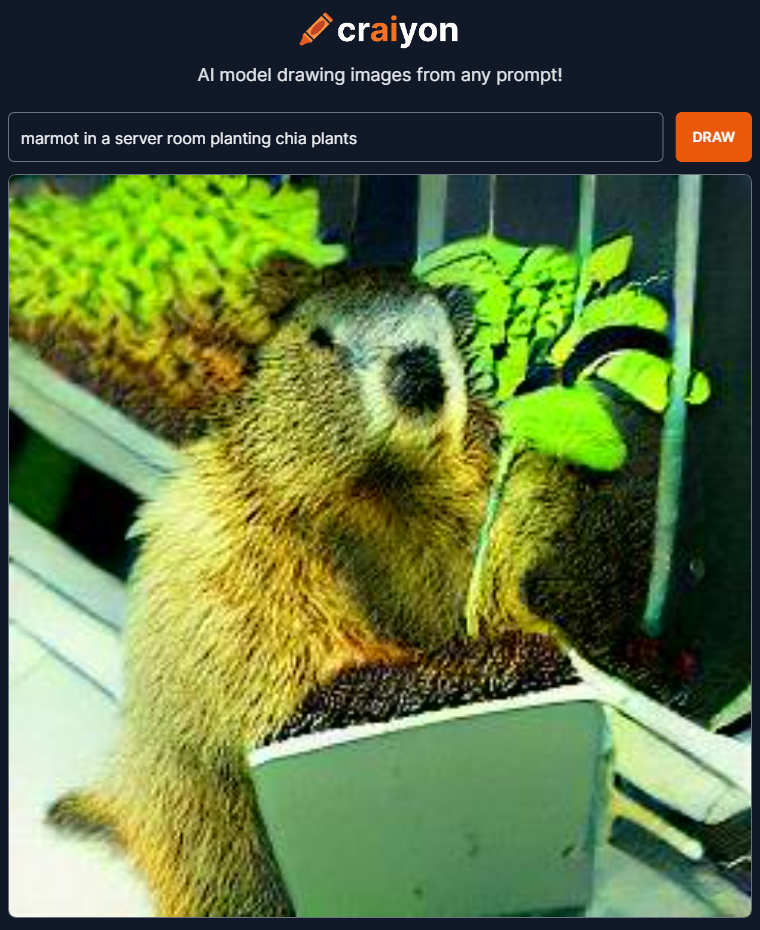 craiyon
AI model drawing images from any prompt!
marmot in a server room planting chia plants
DRAW